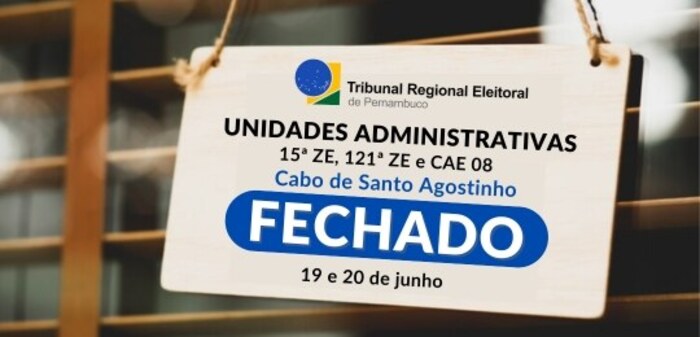 Tribunal Regional Eleitoral
de Pernambuco
UNIDADES ADMINISTRATIVAS
15ª ZE, 121ª ZE e CAE 08
Cabo de Santo Agostinho
FECHADO
19 e 20 de junho